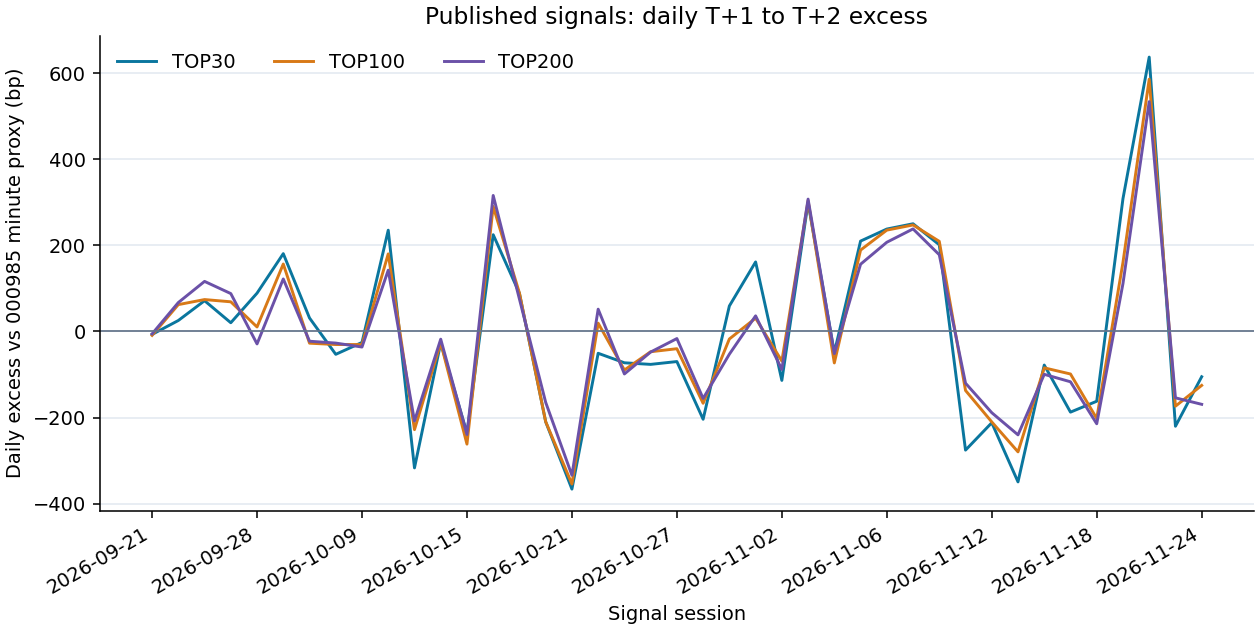 Published signals: daily T+1 to T+2 excess
TOP30 TOP100 TOP200
Daily excess vs 000985 minute proxy (bp)
600
400
200
0
−200
−400
2026-09-21 2026-09-28 2026-10-09 2026-10-15 2026-10-21 2026-10-27 2026-11-02 2026-11-06 2026-11-12 2026-11-18 2026-11-24
Signal session